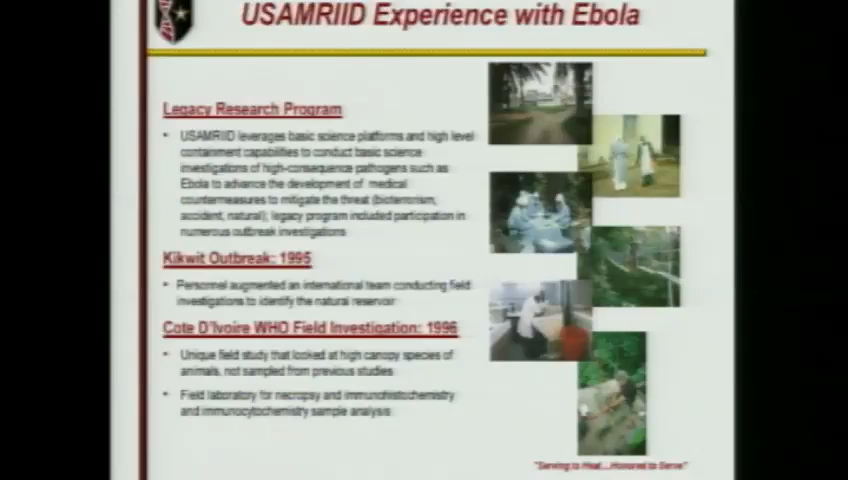 USAMRIID Experience with Ebola
Legacy Research Program
• USAMRIID leverages basic science platforms and high level
containment capabilities to conduct basic science
investigations of high-consequence pathogens such as
Ebola to advance the development of medical
countermeasures to mitigate the threat (bioterrorism,
accident, natural); legacy program included participation in
numerous outbreak investigations
Kikwit Outbreak: 1995
• Personnel augmented an international team conducting field
investigations to identify the natural reservoir
Cote D'Ivoire WHO Field Investigation: 1996
• Unique field study that looked at high canopy species of
animals, not sampled from previous studies
• Field laboratory for necropsy and immunohistochemistry
and immunocytochemistry sample analysis
"Serving to Heal...Honored to Serve"